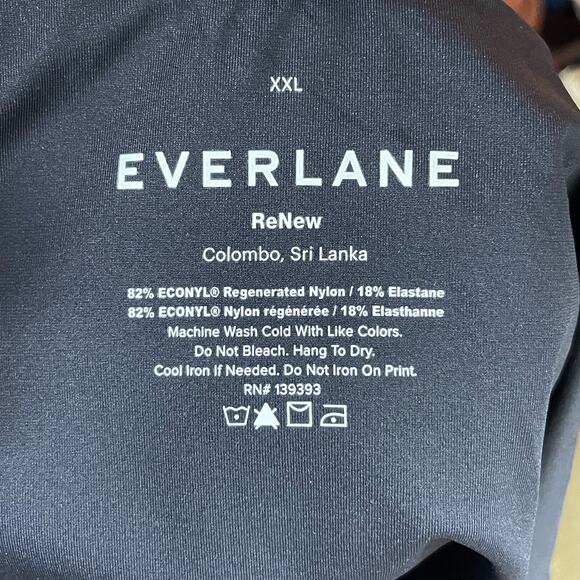 XXL
EVERLANE
ReNew
Colombo, Sri Lanka
82% ECONYL® Regenerated Nylon / 18% Elastane
82% ECONYL® Nylon régénérée / 18% Elasthanne
Machine Wash Cold With Like Colors.
Do Not Bleach. Hang To Dry.
Cool Iron If Needed. Do Not Iron On Print.
RN# 139393